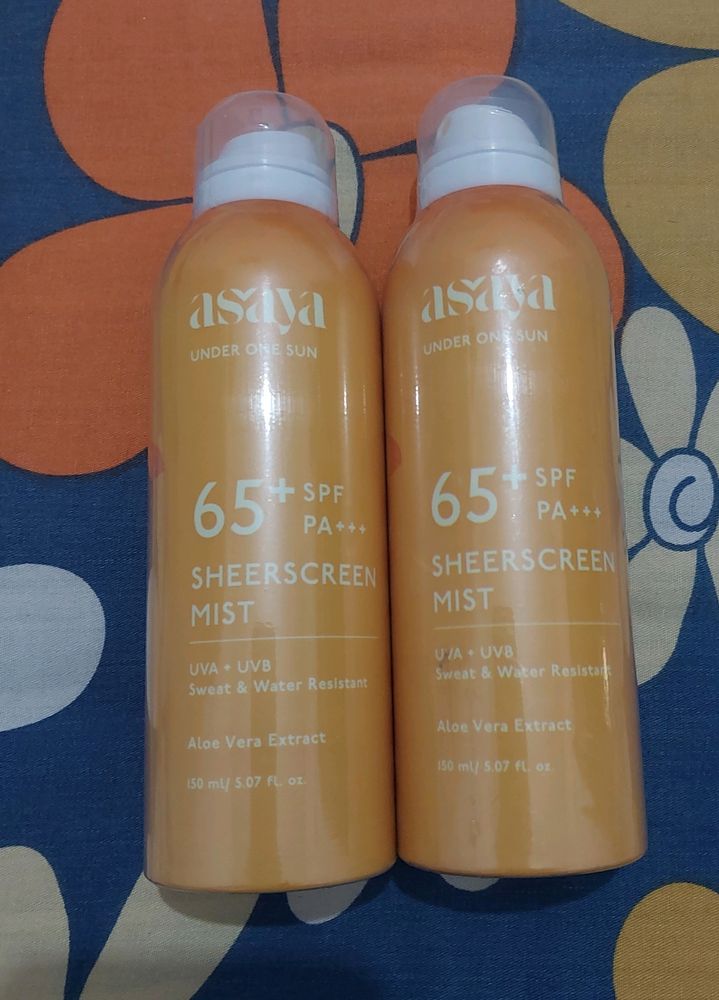 asaya
UNDER ONE SUN
65+ SPF
PA+++
SHEERSCREEN
MIST
UVA + UVB
Sweat & Water Resistant
Aloe Vera Extract
150 ml/ 5.07 fl. oz.
asaya
UNDER ONE SUN
65+ SPF
PA+++
SHEERSCREEN
MIST
UVA + UVB
Sweat & Water Resistant
Aloe Vera Extract
150 ml/ 5.07 fl. oz.